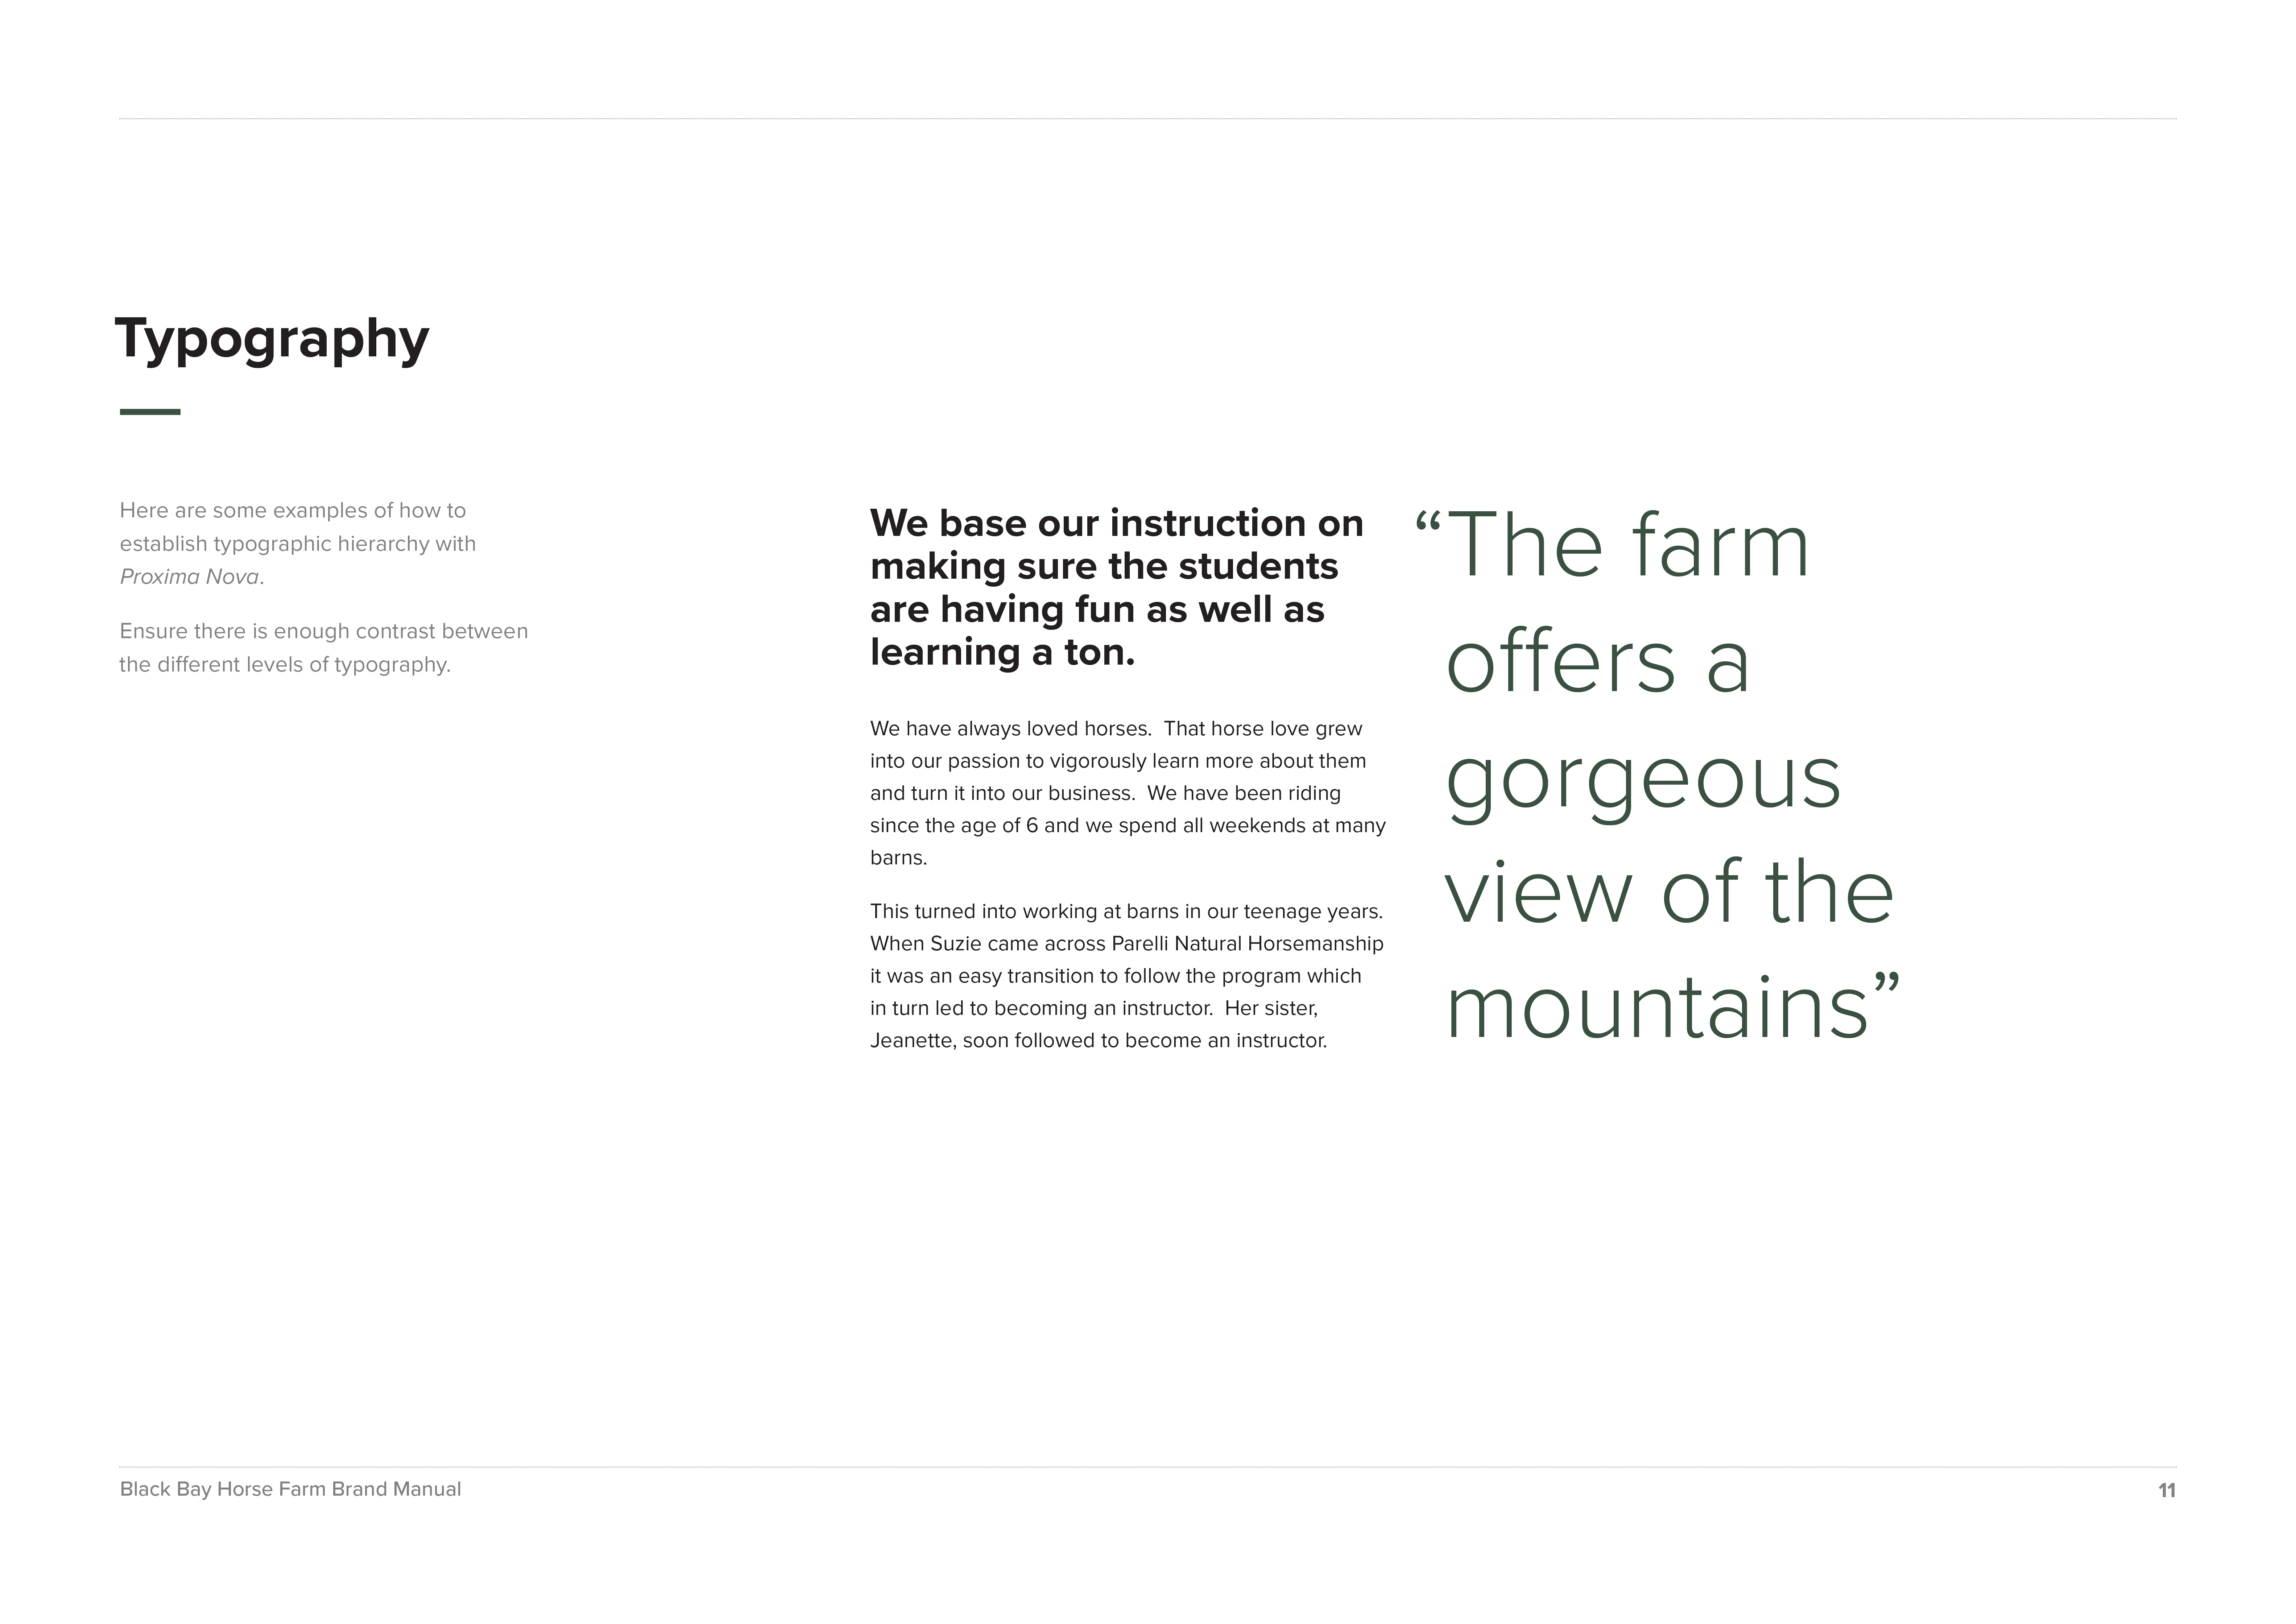 Typography
Here are some examples of how to
establish typographic hierarchy with
Proxima Nova.
Ensure there is enough contrast between
the different levels of typography.
We base our instruction on
making sure the students
are having fun as well as
learning a ton.
We have always loved horses.  That horse love grew
into our passion to vigorously learn more about them
and turn it into our business.  We have been riding
since the age of 6 and we spend all weekends at many
barns.
This turned into working at barns in our teenage years.
When Suzie came across Parelli Natural Horsemanship
it was an easy transition to follow the program which
in turn led to becoming an instructor.  Her sister,
Jeanette, soon followed to become an instructor.
“The farm
offers a
gorgeous
view of the
mountains”
Black Bay Horse Farm Brand Manual
11